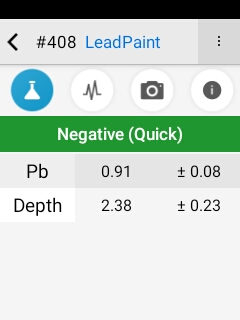 #408 LeadPaint
Negative (Quick)
Pb 0.91 ± 0.08
Depth 2.38 ± 0.23